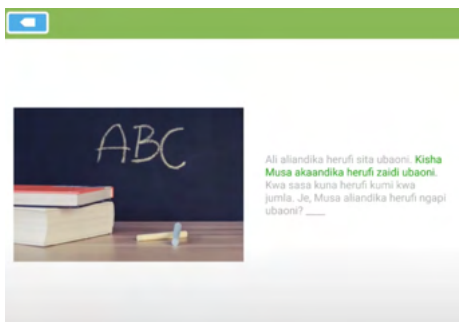 ABC
Ali aliandika herufi sita ubaoni. Kisha
Musa akaandika herufi zaidi ubaoni.
Kwa sasa kuna herufi kumi kwa
jumla. Je, Musa aliandika herufi ngapi
ubaoni? ____